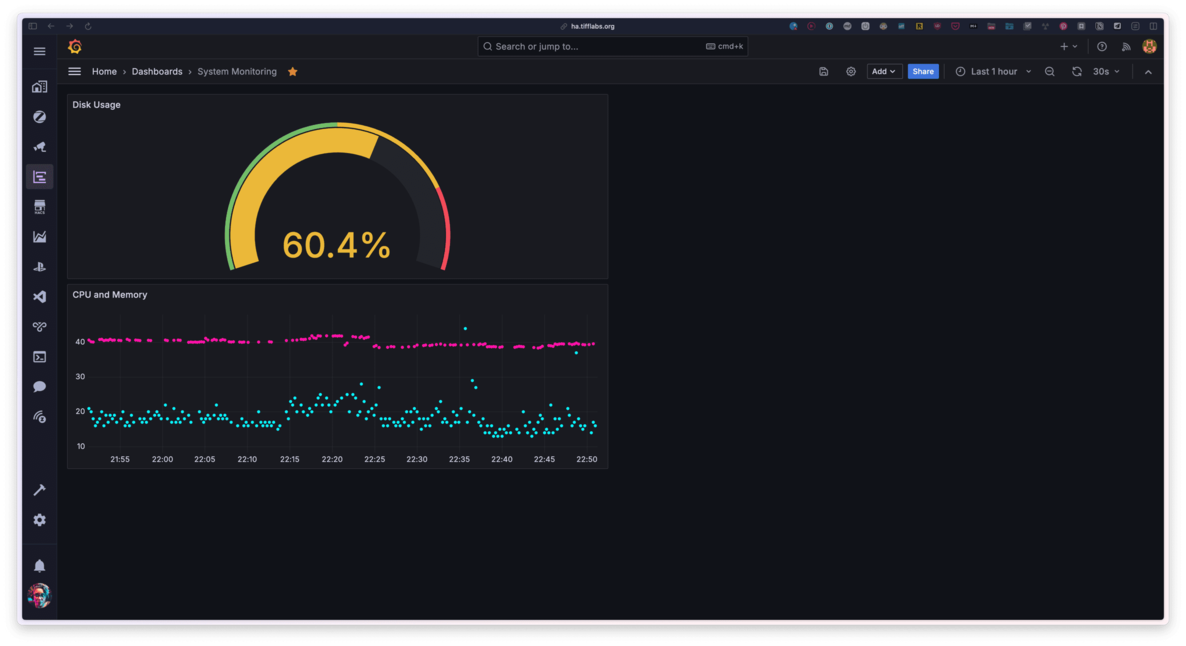 ha.tifflabs.org
Search or jump to... cmd+k
Home › Dashboards › System Monitoring Add Share Last 1 hour 30s
Disk Usage
60.4%
CPU and Memory
40
30
20
10
21:55 22:00 22:05 22:10 22:15 22:20 22:25 22:30 22:35 22:40 22:45 22:50